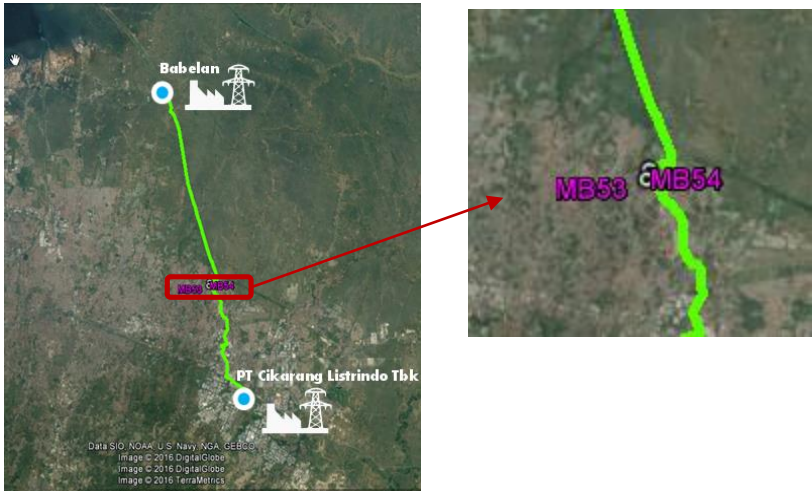 Babelan
MB53 MB54
PT Cikarang Listrindo Tbk
Data SIO, NOAA, U.S. Navy, NGA, GEBCO
Image © 2016 DigitalGlobe
Image © 2016 DigitalGlobe
Image © 2016 TerraMetrics
MB53 MB54